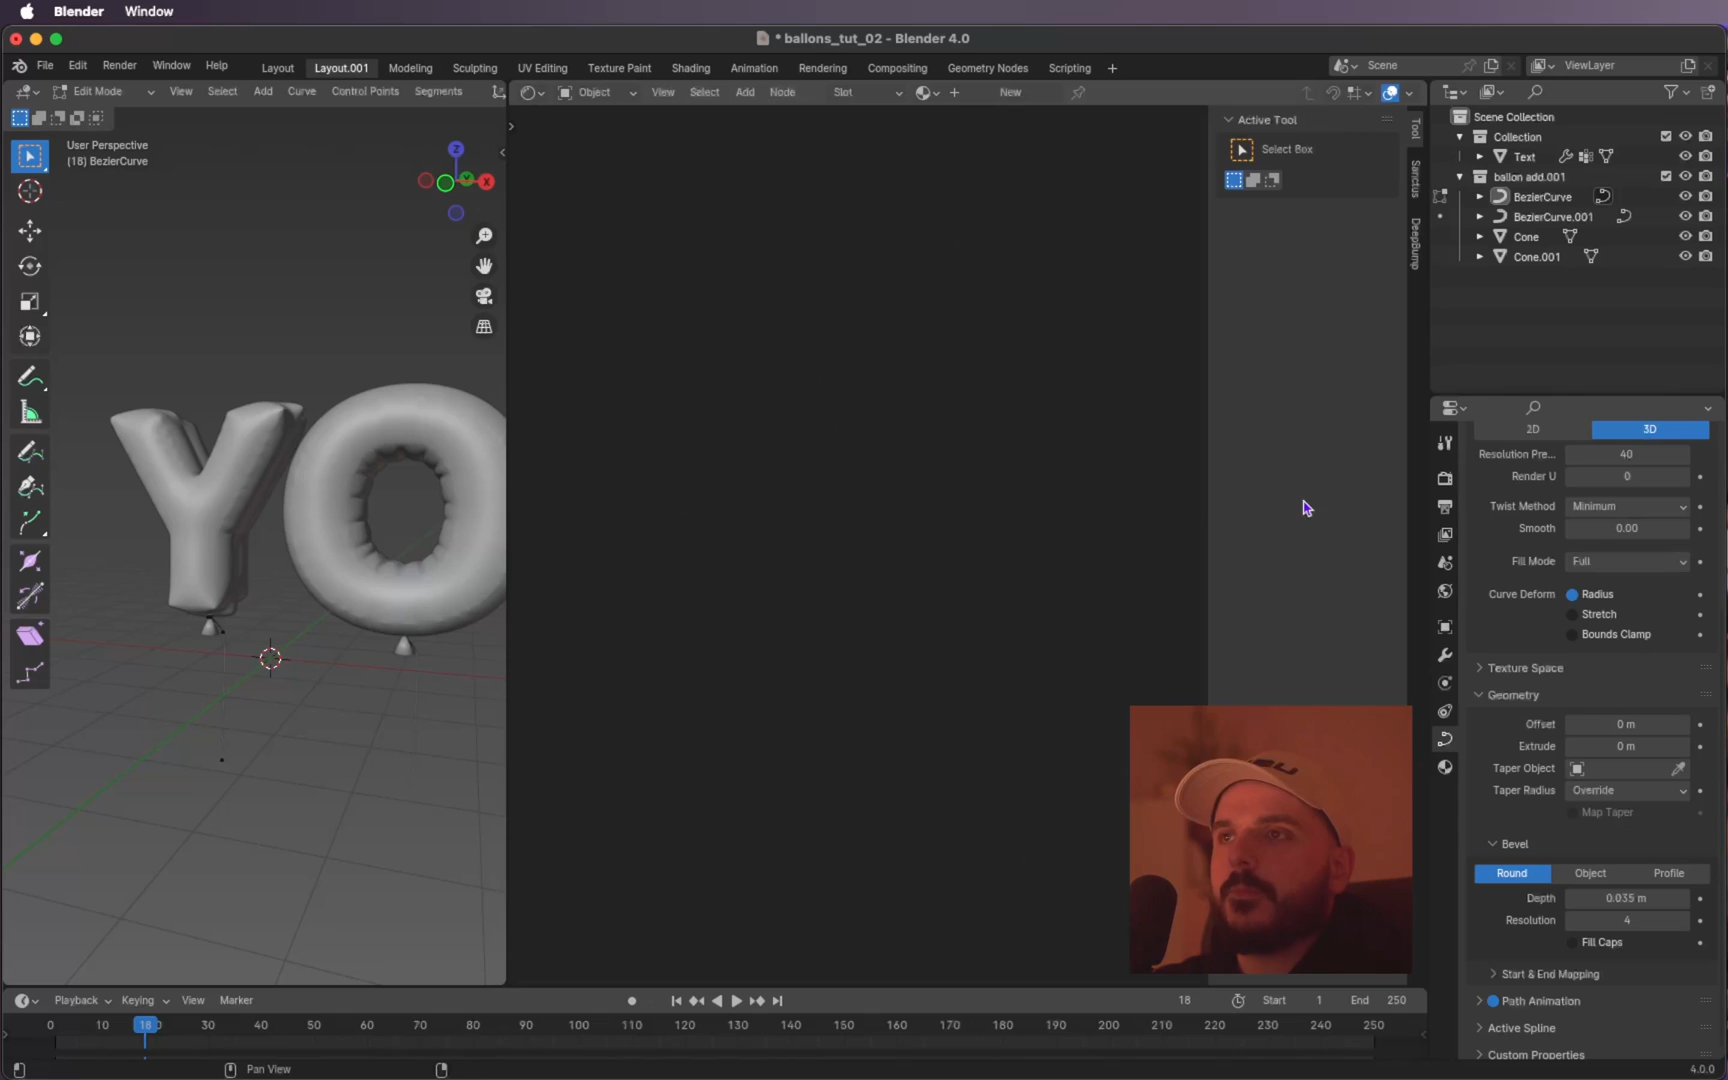 Blender Window
* ballons_tut_02 - Blender 4.0
File Edit Render Window Help Layout Layout.001 Modeling Sculpting UV Editing Texture Paint Shading Animation Rendering Compositing Geometry Nodes Scripting + Scene ViewLayer
Edit Mode View Select Add Curve Control Points Segments
Object View Select Add Node Slot New
User Perspective
(18) BezierCurve
Z
Y
X
YO
Active Tool
Select Box
Tool
Sanctus
DeepBump
Scene Collection
Collection
Text
ballon add.001
BezierCurve
BezierCurve.001
Cone
Cone.001
2D 3D
Resolution Pre... 40
Render U 0
Twist Method Minimum
Smooth 0.00
Fill Mode Full
Curve Deform Radius
Stretch
Bounds Clamp
Texture Space
Geometry
Offset 0 m
Extrude 0 m
Taper Object
Taper Radius Override
Map Taper
Bevel
Round Object Profile
Depth 0.035 m
Resolution 4
Fill Caps
Start & End Mapping
Path Animation
Active Spline
Custom Properties
Playback Keying View Marker 18 Start 1 End 250
0 10 18 30 40 50 60 70 80 90 100 110 120 130 140 150 160 170 180 190 200 210 220 230 240 250
Pan View
4.0.0